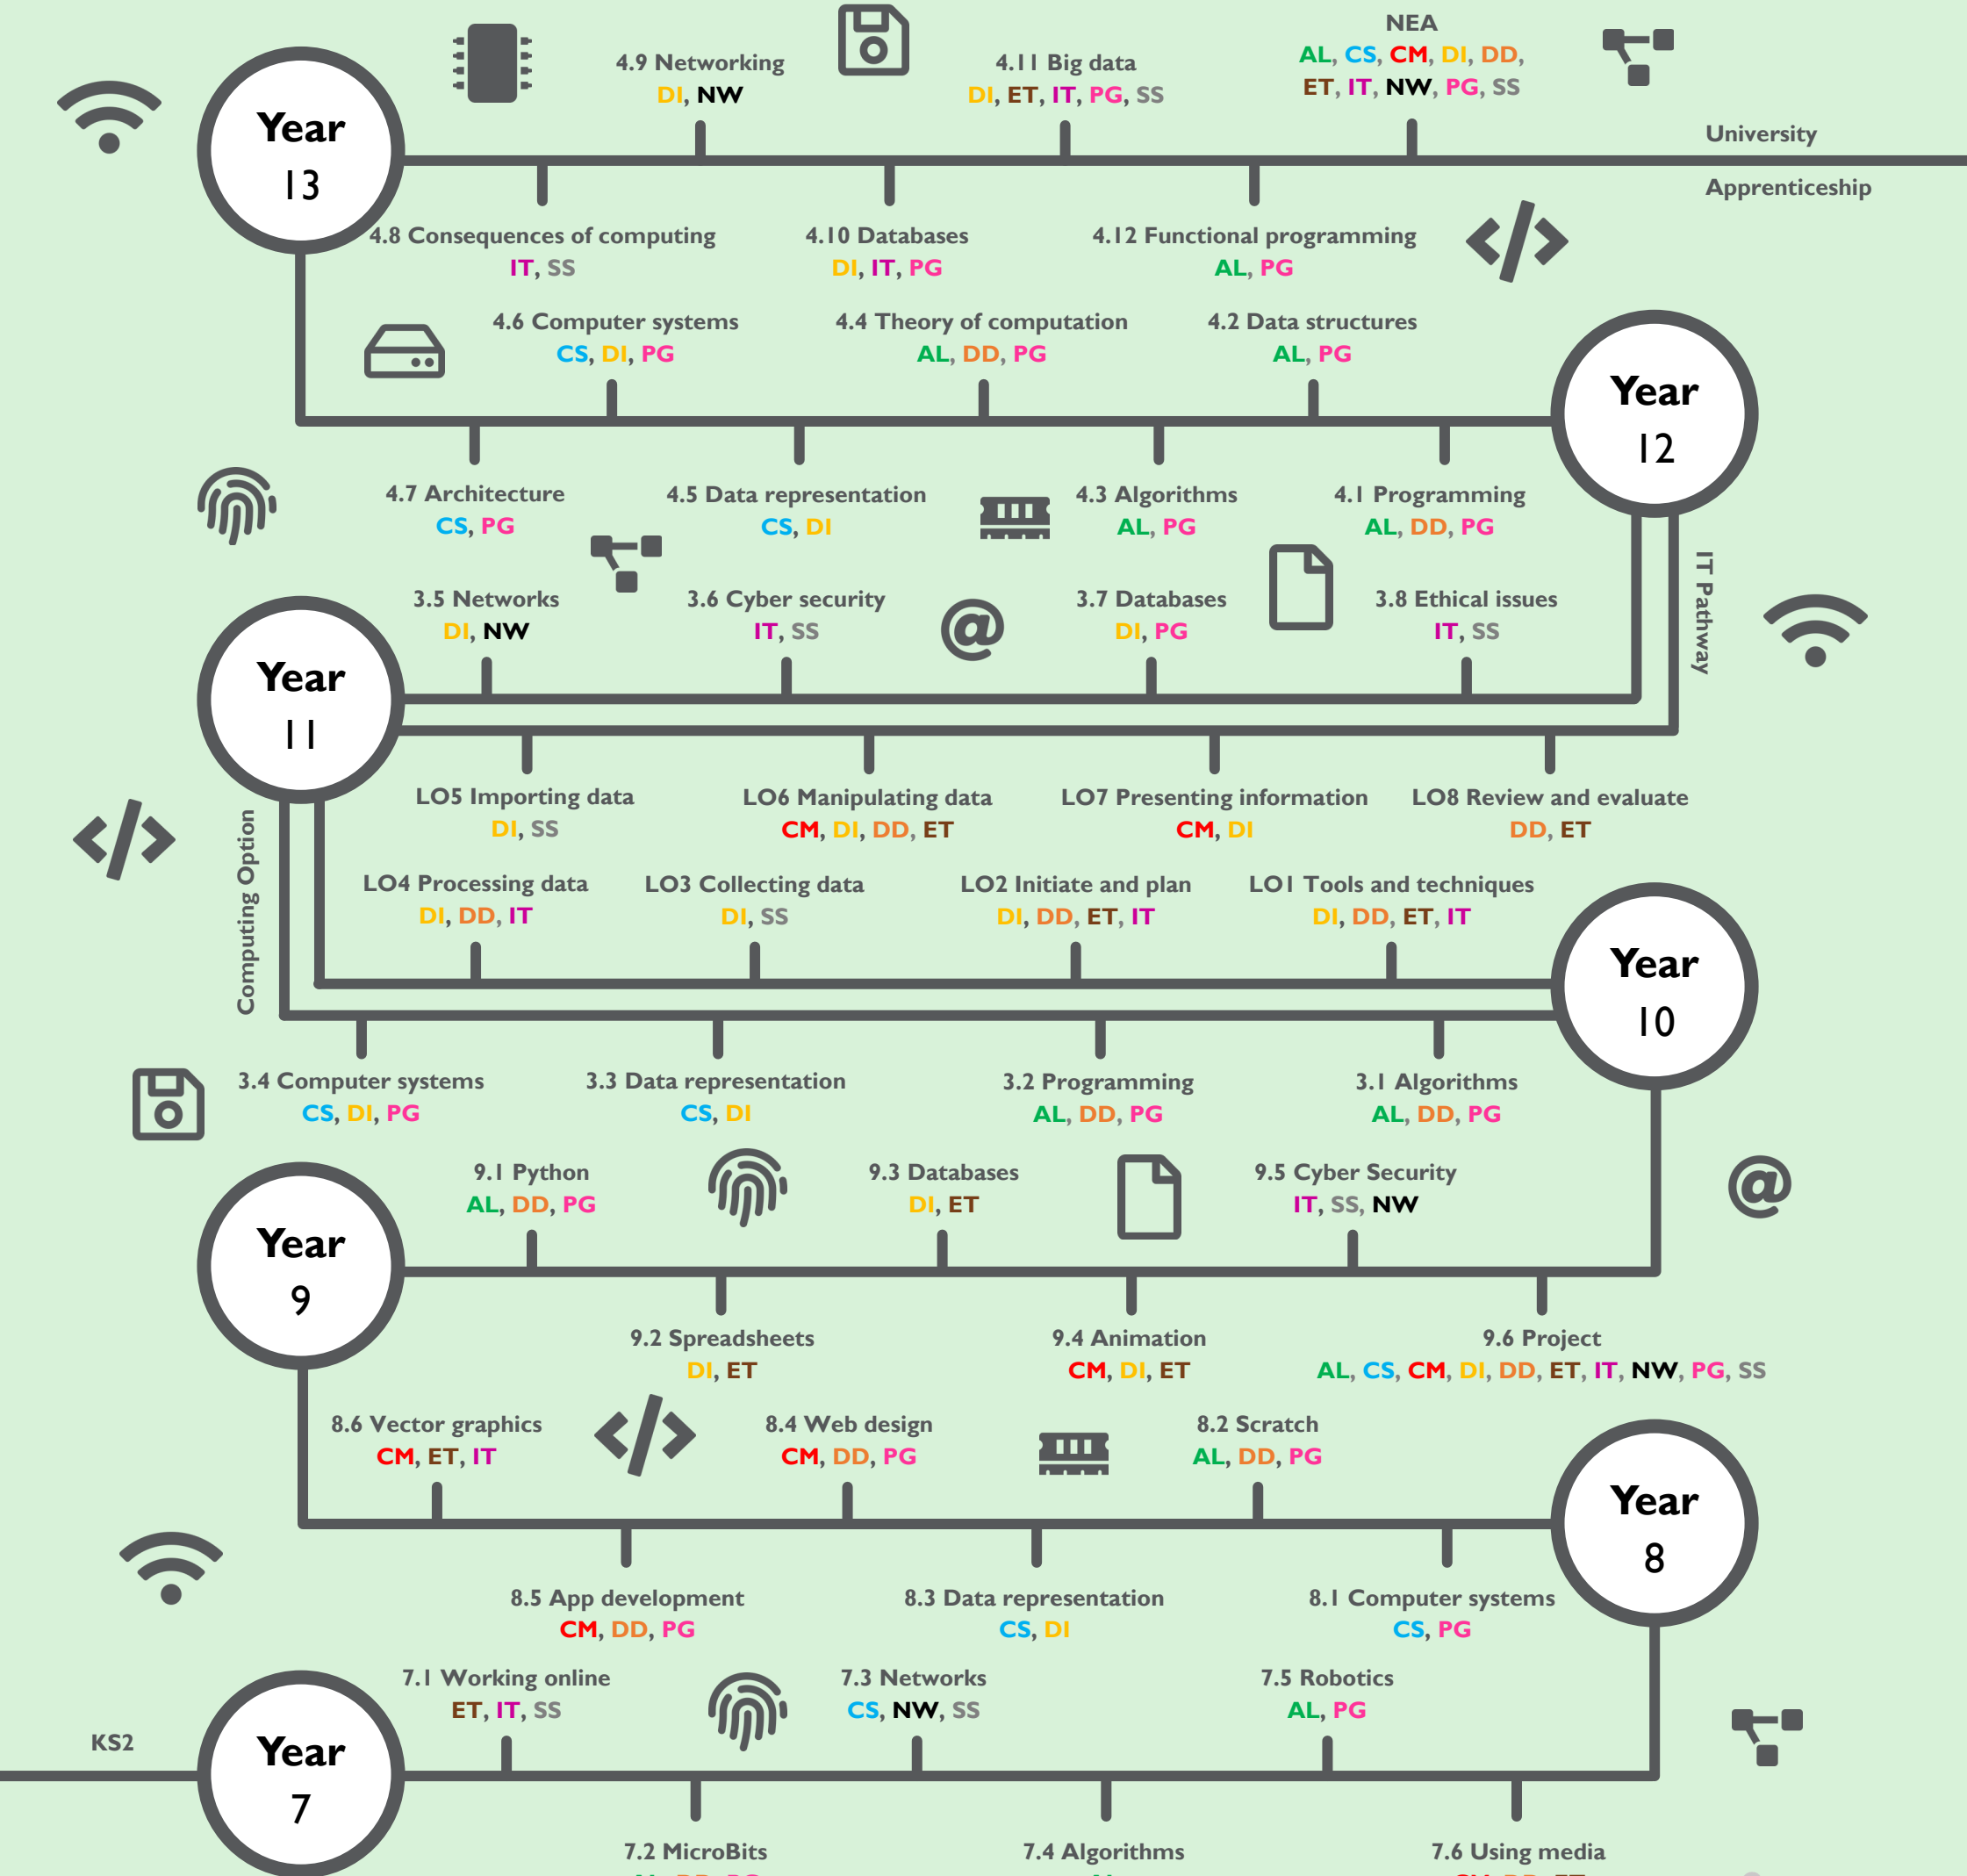 NEA
AL, CS, CM, DI, DD,
ET, IT, NW, PG, SS
4.9 Networking
DI, NW
4.11 Big data
DI, ET, IT, PG, SS
University
Year
13
Apprenticeship
4.8 Consequences of computing
IT, SS
4.10 Databases
DI, IT, PG
4.12 Functional programming
AL, PG
4.6 Computer systems
CS, DI, PG
4.4 Theory of computation
AL, DD, PG
4.2 Data structures
AL, PG
Year
12
4.7 Architecture
CS, PG
4.5 Data representation
CS, DI
4.3 Algorithms
AL, PG
4.1 Programming
AL, DD, PG
IT Pathway
3.5 Networks
DI, NW
3.6 Cyber security
IT, SS
@
3.7 Databases
DI, PG
3.8 Ethical issues
IT, SS
Year
11
LO5 Importing data
DI, SS
LO6 Manipulating data
CM, DI, DD, ET
LO7 Presenting information
CM, DI
LO8 Review and evaluate
DD, ET
Computing Option
LO4 Processing data
DI, DD, IT
LO3 Collecting data
DI, SS
LO2 Initiate and plan
DI, DD, ET, IT
LO1 Tools and techniques
DI, DD, ET, IT
Year
10
3.4 Computer systems
CS, DI, PG
3.3 Data representation
CS, DI
3.2 Programming
AL, DD, PG
3.1 Algorithms
AL, DD, PG
9.1 Python
AL, DD, PG
9.3 Databases
DI, ET
9.5 Cyber Security
IT, SS, NW
@
Year
9
9.2 Spreadsheets
DI, ET
9.4 Animation
CM, DI, ET
9.6 Project
AL, CS, CM, DI, DD, ET, IT, NW, PG, SS
8.6 Vector graphics
CM, ET, IT
8.4 Web design
CM, DD, PG
8.2 Scratch
AL, DD, PG
Year
8
8.5 App development
CM, DD, PG
8.3 Data representation
CS, DI
8.1 Computer systems
CS, PG
7.1 Working online
ET, IT, SS
7.3 Networks
CS, NW, SS
7.5 Robotics
AL, PG
KS2
Year
7
7.2 MicroBits
7.4 Algorithms
7.6 Using media